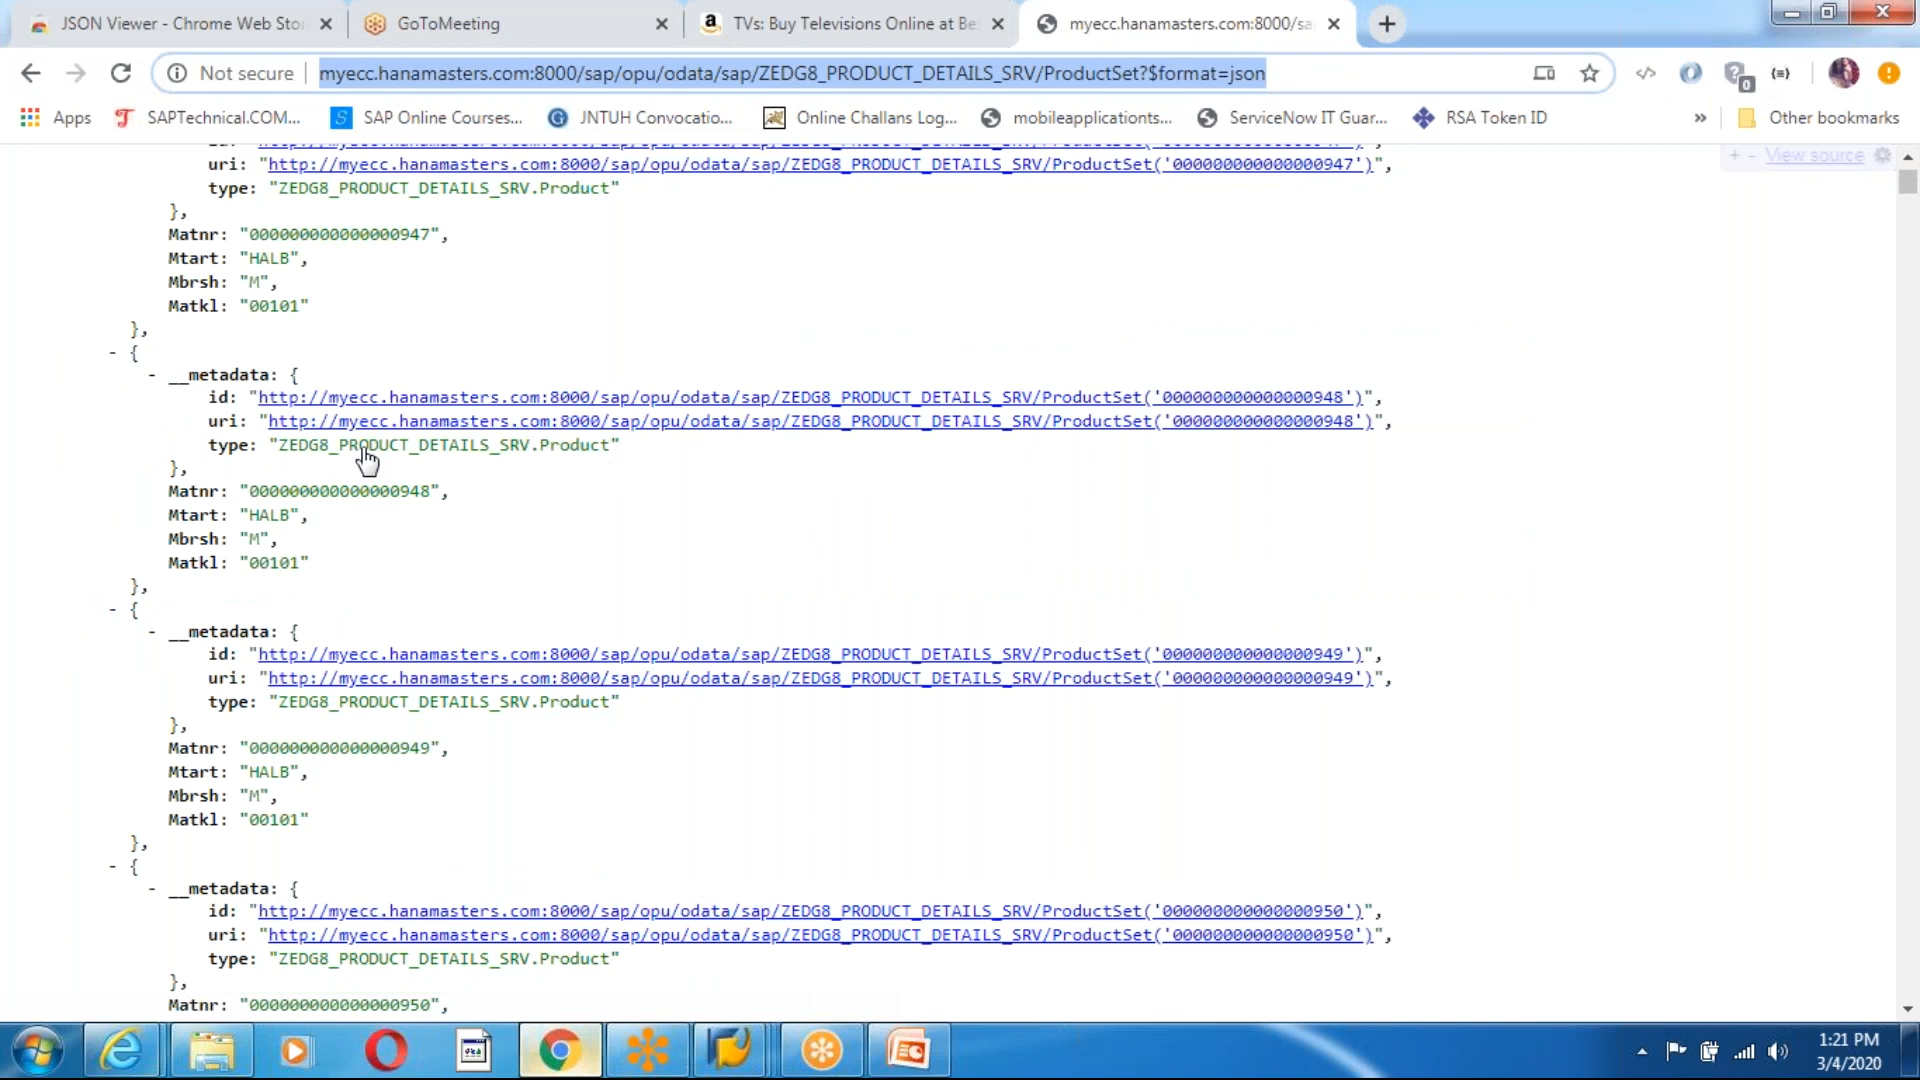 JSON Viewer - Chrome Web Stor
GoToMeeting
TVs: Buy Televisions Online at Be
myecc.hanamasters.com:8000/sa
Not secure
myecc.hanamasters.com:8000/sap/opu/odata/sap/ZEDG8_PRODUCT_DETAILS_SRV/ProductSet?$format=json
Apps
SAPTechnical.COM...
SAP Online Courses...
JNTUH Convocatio...
Online Challans Log...
mobileapplicationts...
ServiceNow IT Guar...
RSA Token ID
»
Other bookmarks
+ - View source
uri: "http://myecc.hanamasters.com:8000/sap/opu/odata/sap/ZEDG8_PRODUCT_DETAILS_SRV/ProductSet('000000000000000947')",
type: "ZEDG8_PRODUCT_DETAILS_SRV.Product"
},
Matnr: "000000000000000947",
Mtart: "HALB",
Mbrsh: "M",
Matkl: "00101"
},
- {
- __metadata: {
id: "http://myecc.hanamasters.com:8000/sap/opu/odata/sap/ZEDG8_PRODUCT_DETAILS_SRV/ProductSet('000000000000000948')",
uri: "http://myecc.hanamasters.com:8000/sap/opu/odata/sap/ZEDG8_PRODUCT_DETAILS_SRV/ProductSet('000000000000000948')",
type: "ZEDG8_PRODUCT_DETAILS_SRV.Product"
},
Matnr: "000000000000000948",
Mtart: "HALB",
Mbrsh: "M",
Matkl: "00101"
},
- {
- __metadata: {
id: "http://myecc.hanamasters.com:8000/sap/opu/odata/sap/ZEDG8_PRODUCT_DETAILS_SRV/ProductSet('000000000000000949')",
uri: "http://myecc.hanamasters.com:8000/sap/opu/odata/sap/ZEDG8_PRODUCT_DETAILS_SRV/ProductSet('000000000000000949')",
type: "ZEDG8_PRODUCT_DETAILS_SRV.Product"
},
Matnr: "000000000000000949",
Mtart: "HALB",
Mbrsh: "M",
Matkl: "00101"
},
- {
- __metadata: {
id: "http://myecc.hanamasters.com:8000/sap/opu/odata/sap/ZEDG8_PRODUCT_DETAILS_SRV/ProductSet('000000000000000950')",
uri: "http://myecc.hanamasters.com:8000/sap/opu/odata/sap/ZEDG8_PRODUCT_DETAILS_SRV/ProductSet('000000000000000950')",
type: "ZEDG8_PRODUCT_DETAILS_SRV.Product"
},
Matnr: "000000000000000950",
1:21 PM
3/4/2020